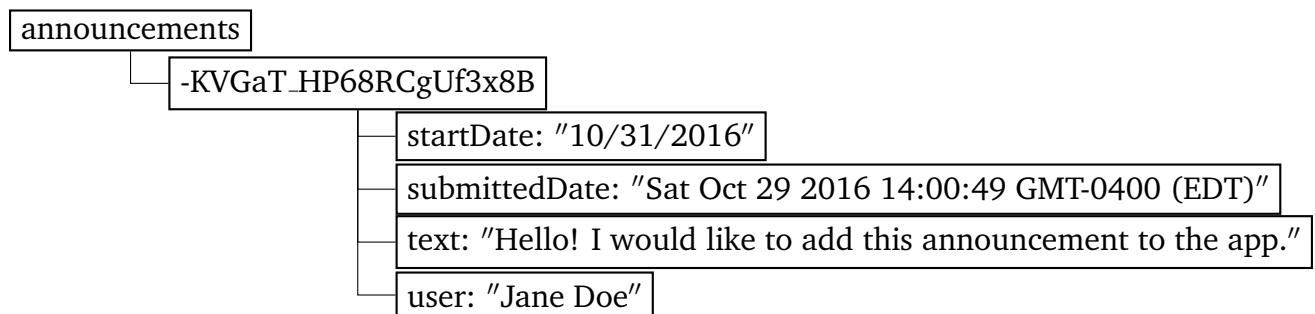 announcements
-KVGaT_HP68RCgUf3x8B
startDate: "10/31/2016"
submittedDate: "Sat Oct 29 2016 14:00:49 GMT-0400 (EDT)"
text: "Hello! I would like to add this announcement to the app."
user: "Jane Doe"